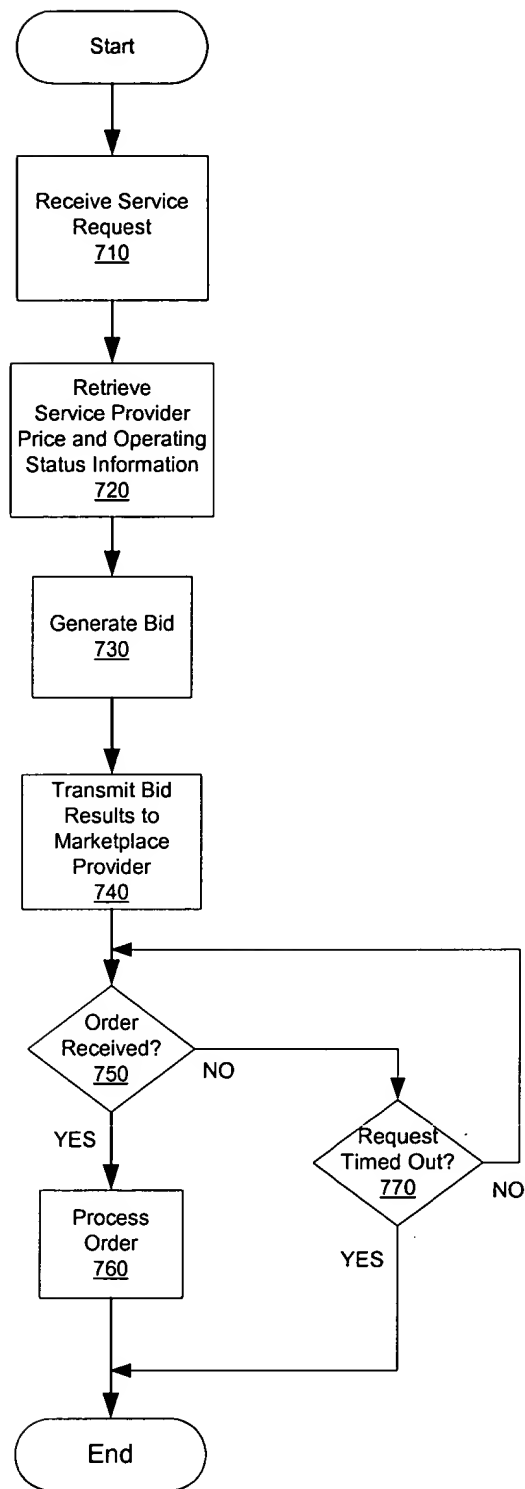 Start
Receive Service
Request
710
Retrieve
Service Provider
Price and Operating
Status Information
720
Generate Bid
730
Transmit Bid
Results to
Marketplace
Provider
740
Order
Received?
750
NO
YES
Request
Timed Out?
770
NO
YES
Process
Order
760
End